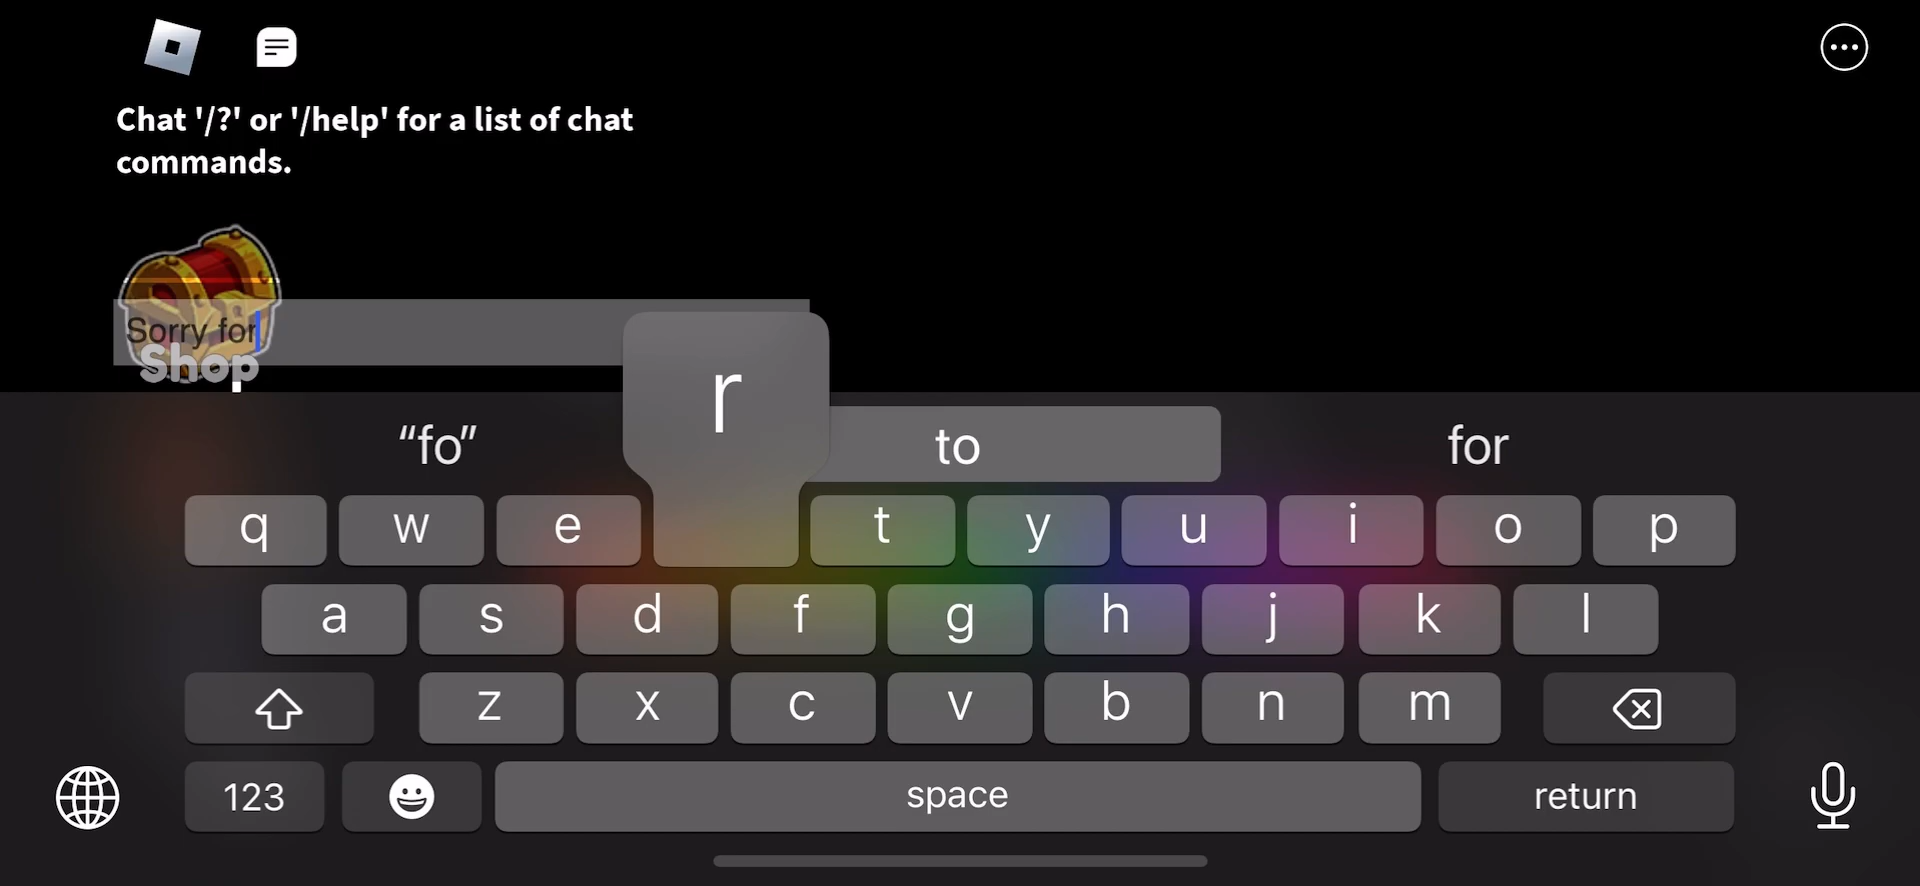 Chat '/?' or '/help' for a list of chat
commands.
Sorry for
Shop
r
“fo” to for
q w e t y u i o p
a s d f g h j k l
z x c v b n m
123 space return